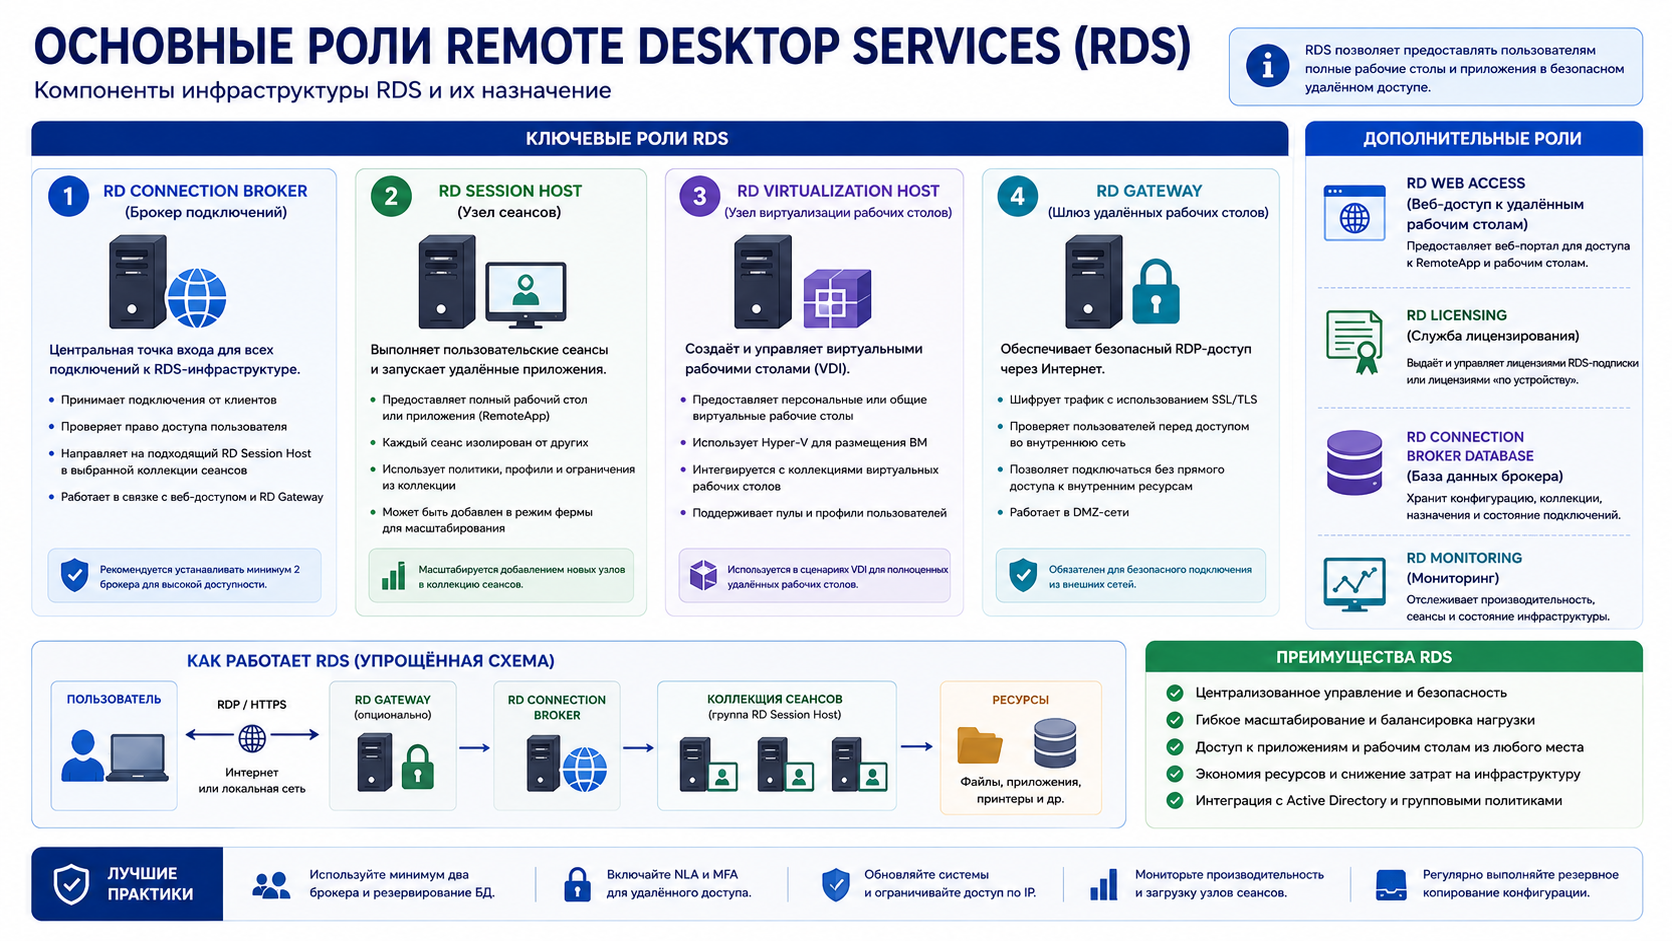 ОСНОВНЫЕ РОЛИ REMOTE DESKTOP SERVICES (RDS)
Компоненты инфраструктуры RDS и их назначение
RDS позволяет предоставлять пользователям
полные рабочие столы и приложения в безопасном
удалённом доступе.
КЛЮЧЕВЫЕ РОЛИ RDS
1
RD CONNECTION BROKER
(Брокер подключений)
Центральная точка входа для всех
подключений к RDS-инфраструктуре.
• Принимает подключения от клиентов
• Проверяет право доступа пользователя
• Направляет на подходящий RD Session Host
в выбранной коллекции сеансов
• Работает в связке с веб-доступом и RD Gateway
Рекомендуется устанавливать минимум 2
брокера для высокой доступности.
2
RD SESSION HOST
(Узел сеансов)
Выполняет пользовательские сеансы
и запускает удалённые приложения.
• Предоставляет полный рабочий стол
или приложения (RemoteApp)
• Каждый сеанс изолирован от других
• Использует политики, профили и ограничения
из коллекции
• Может быть добавлен в режим фермы
для масштабирования
Масштабируется добавлением новых узлов
в коллекцию сеансов.
3
RD VIRTUALIZATION HOST
(Узел виртуализации рабочих столов)
Создаёт и управляет виртуальными
рабочими столами (VDI).
• Предоставляет персональные или общие
виртуальные рабочие столы
• Использует Hyper-V для размещения ВМ
• Интегрируется с коллекциями виртуальных
рабочих столов
• Поддерживает пулы и профили пользователей
Используется в сценариях VDI для полноценных
удалённых рабочих столов.
4
RD GATEWAY
(Шлюз удалённых рабочих столов)
Обеспечивает безопасный RDP-доступ
через Интернет.
• Шифрует трафик с использованием SSL/TLS
• Проверяет пользователей перед доступом
во внутреннюю сеть
• Позволяет подключаться без прямого
доступа к внутренним ресурсам
• Работает в DMZ-сети
Обязателен для безопасного подключения
из внешних сетей.
ДОПОЛНИТЕЛЬНЫЕ РОЛИ
RD WEB ACCESS
(Веб-доступ к удалённым
рабочим столам)
Предоставляет веб-портал для доступа
к RemoteApp и рабочим столам.
RD LICENSING
(Служба лицензирования)
Выдаёт и управляет лицензиями RDS-подписки
или лицензиями «по устройству».
RD CONNECTION
BROKER DATABASE
(База данных брокера)
Хранит конфигурацию, коллекции,
назначения и состояние подключений.
RD MONITORING
(Мониторинг)
Отслеживает производительность,
сеансы и состояние инфраструктуры.
КАК РАБОТАЕТ RDS (УПРОЩЁННАЯ СХЕМА)
ПОЛЬЗОВАТЕЛЬ
RDP / HTTPS
Интернет
или локальная сеть
RD GATEWAY
(опционально)
RD CONNECTION
BROKER
КОЛЛЕКЦИЯ СЕАНСОВ
(группа RD Session Host)
РЕСУРСЫ
Файлы, приложения,
принтеры и др.
ПРЕИМУЩЕСТВА RDS
Централизованное управление и безопасность
Гибкое масштабирование и балансировка нагрузки
Доступ к приложениям и рабочим столам из любого места
Экономия ресурсов и снижение затрат на инфраструктуру
Интеграция с Active Directory и групповыми политиками
ЛУЧШИЕ
ПРАКТИКИ
Используйте минимум два
брокера и резервирование БД.
Включайте NLA и MFA
для удалённого доступа.
Обновляйте системы
и ограничивайте доступ по IP.
Мониторьте производительность
и загрузку узлов сеансов.
Регулярно выполняйте резервное
копирование конфигурации.